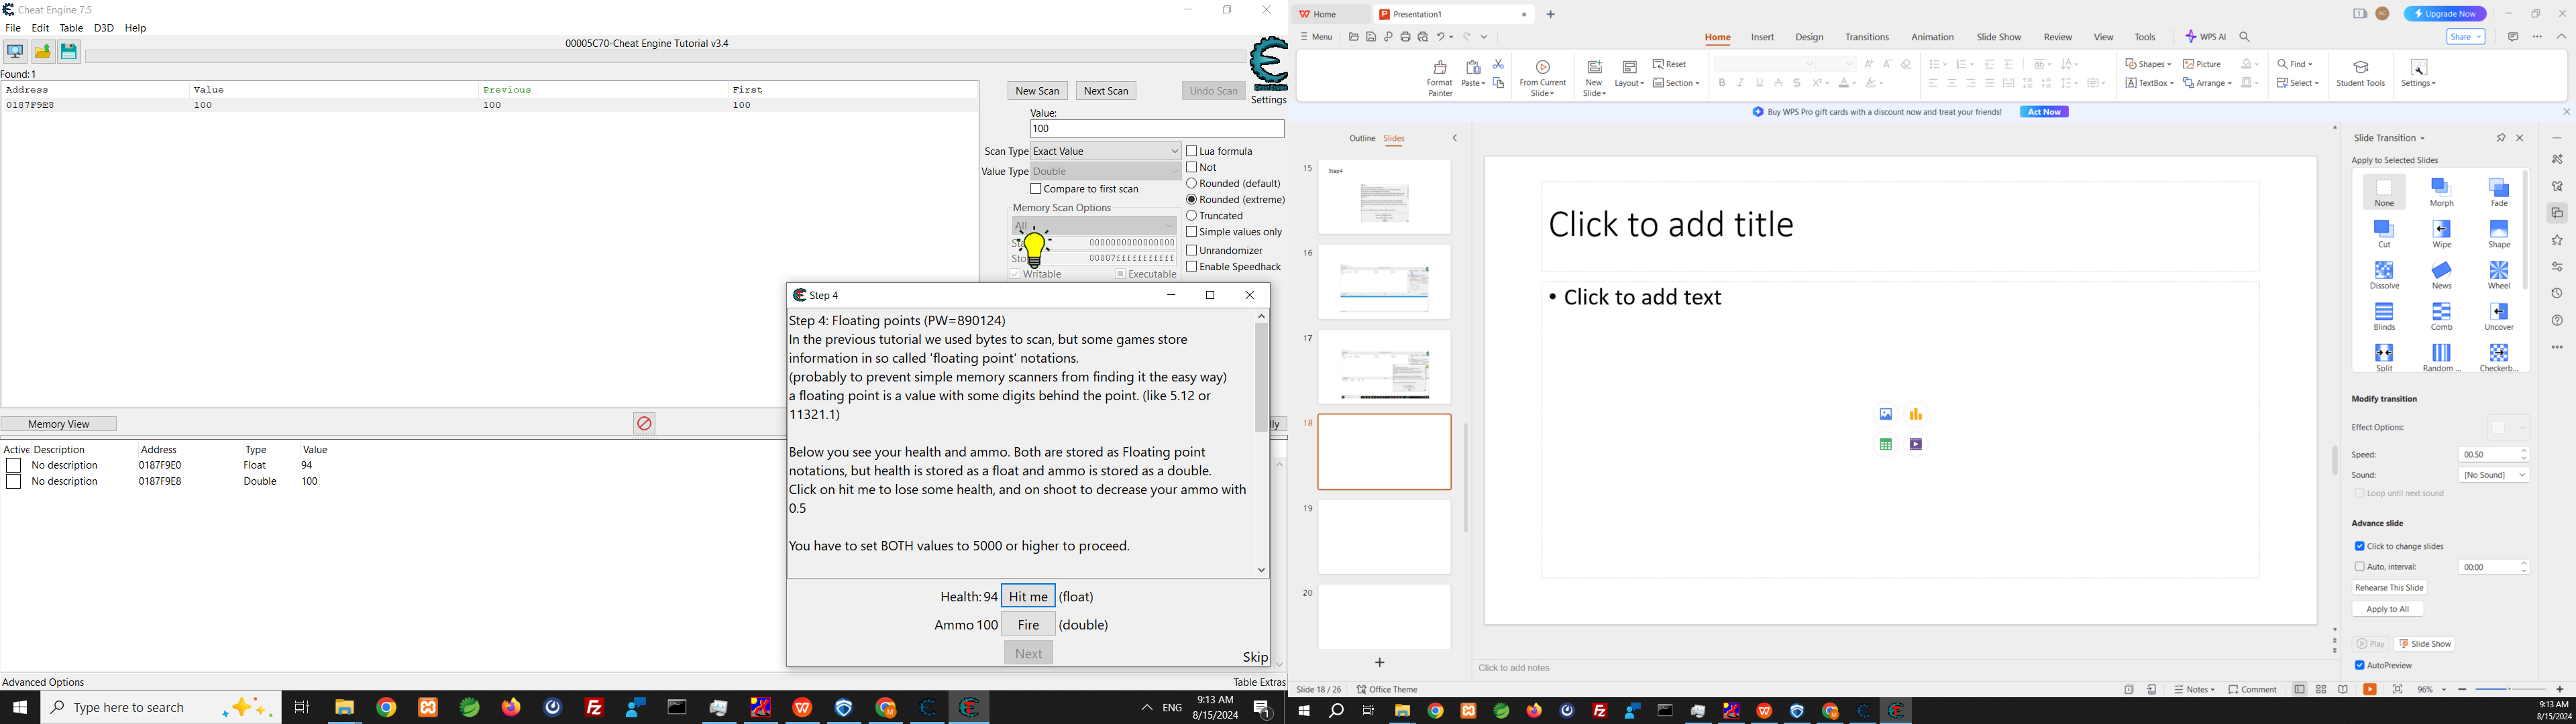 Cheat Engine 7.5
File Edit Table D3D Help
00005C70-Cheat Engine Tutorial v3.4
Found: 1
Address Value Previous First
0187F9E8 100 100 100
New Scan Next Scan Undo Scan
Cheat Engine
Settings
Value:
100
Scan Type Exact Value
Value Type Double
Compare to first scan
Lua formula
Not
Rounded (default)
Rounded (extreme)
Truncated
Simple values only
Unrandomizer
Enable Speedhack
Memory Scan Options
All
0000000000000000
00007fffffffffff
Writable Executable
Memory View
Active Description Address Type Value
No description 0187F9E0 Float 94
No description 0187F9E8 Double 100
Advanced Options
Table Extras
Step 4
Step 4: Floating points (PW=890124)
In the previous tutorial we used bytes to scan, but some games store
information in so called 'floating point' notations.
(probably to prevent simple memory scanners from finding it the easy way)
a floating point is a value with some digits behind the point. (like 5.12 or
11321.1)
Below you see your health and ammo. Both are stored as Floating point
notations, but health is stored as a float and ammo is stored as a double.
Click on hit me to lose some health, and on shoot to decrease your ammo with
0.5
You have to set BOTH values to 5000 or higher to proceed.
Health: 94 Hit me (float)
Ammo 100 Fire (double)
Next
Skip
Type here to search
ENG
9:13 AM
8/15/2024
1
Home
Presentation1
Upgrade Now
Menu
Home Insert Design Transitions Animation Slide Show Review View Tools WPS AI
Share
Format
Painter
Paste
From Current
Slide
New
Slide
Layout
Reset
Section
Shapes Picture
TextBox Arrange
Find
Select
Student Tools
Settings
Buy WPS Pro gift cards with a discount now and treat your friends! Act Now
Outline Slides
15
Step4
16
17
18
19
20
Click to add title
• Click to add text
Click to add notes
Slide Transition
Apply to Selected Slides
None Morph Fade
Cut Wipe Shape
Dissolve News Wheel
Blinds Comb Uncover
Split Random ... Checkerb...
Modify transition
Effect Options:
Speed: 00.50
Sound: [No Sound]
Loop until next sound
Advance slide
Click to change slides
Auto, interval: 00:00
Rehearse This Slide
Apply to All
Play Slide Show
AutoPreview
Slide 18 / 26 Office Theme
Notes Comment 96%
9:13 AM
8/15/2024